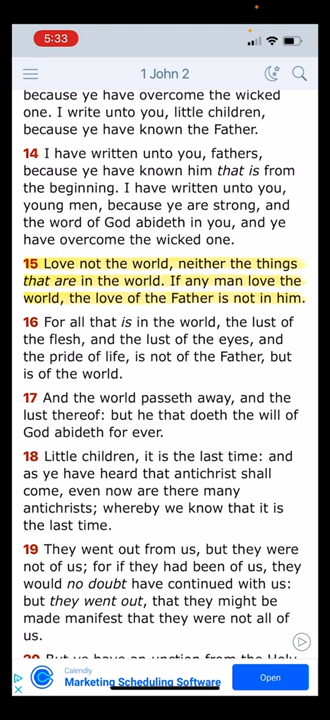 5:33
1 John 2
because ye have overcome the wicked
one. I write unto you, little children,
because ye have known the Father.
14 I have written unto you, fathers,
because ye have known him that is from
the beginning. I have written unto you,
young men, because ye are strong, and
the word of God abideth in you, and ye
have overcome the wicked one.
15 Love not the world, neither the things
that are in the world. If any man love the
world, the love of the Father is not in him.
16 For all that is in the world, the lust of
the flesh, and the lust of the eyes, and
the pride of life, is not of the Father, but
is of the world.
17 And the world passeth away, and the
lust thereof: but he that doeth the will of
God abideth for ever.
18 Little children, it is the last time: and
as ye have heard that antichrist shall
come, even now are there many
antichrists; whereby we know that it is
the last time.
19 They went out from us, but they were
not of us; for if they had been of us, they
would no doubt have continued with us:
but they went out, that they might be
made manifest that they were not all of
us.
20 But ye have an unction from the Holy
Calendly
Marketing Scheduling Software
Open